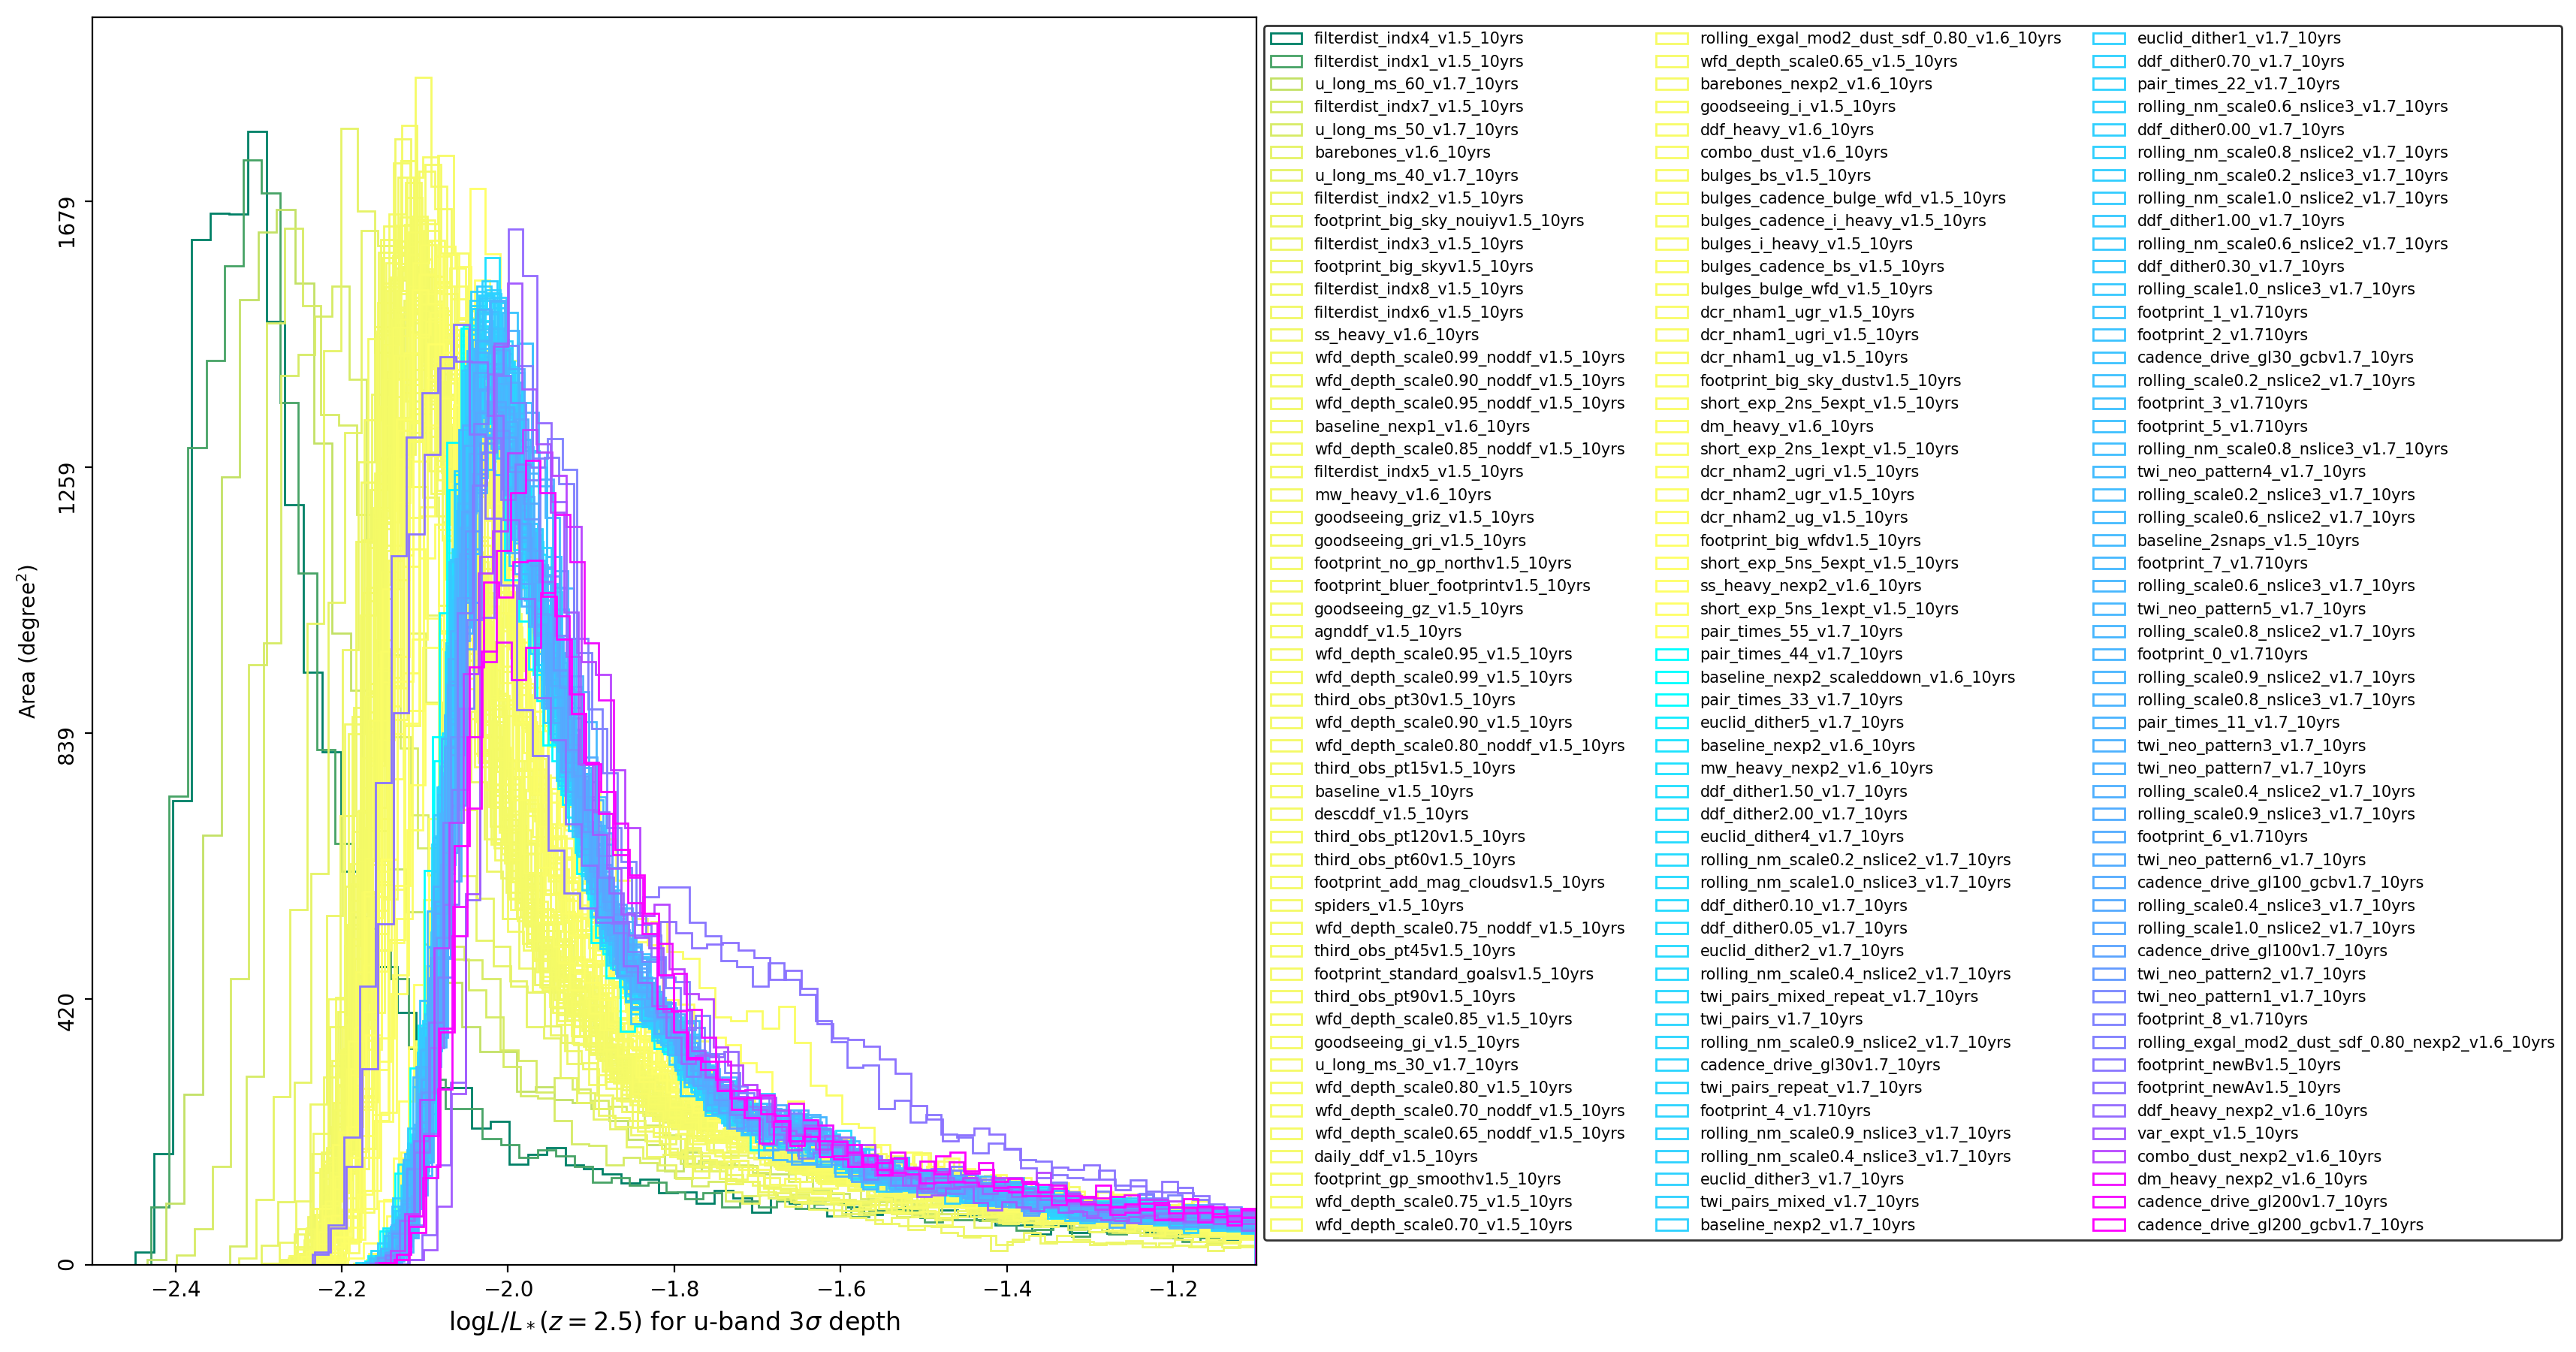 1679
1259
839
420
0
Area (degree²)
−2.4 −2.2 −2.0 −1.8 −1.6 −1.4 −1.2
logL/L*(z = 2.5) for u-band 3σ depth
filterdist_indx4_v1.5_10yrs
filterdist_indx1_v1.5_10yrs
u_long_ms_60_v1.7_10yrs
filterdist_indx7_v1.5_10yrs
u_long_ms_50_v1.7_10yrs
barebones_v1.6_10yrs
u_long_ms_40_v1.7_10yrs
filterdist_indx2_v1.5_10yrs
footprint_big_sky_nouiyv1.5_10yrs
filterdist_indx3_v1.5_10yrs
footprint_big_skyv1.5_10yrs
filterdist_indx8_v1.5_10yrs
filterdist_indx6_v1.5_10yrs
ss_heavy_v1.6_10yrs
wfd_depth_scale0.99_noddf_v1.5_10yrs
wfd_depth_scale0.90_noddf_v1.5_10yrs
wfd_depth_scale0.95_noddf_v1.5_10yrs
baseline_nexp1_v1.6_10yrs
wfd_depth_scale0.85_noddf_v1.5_10yrs
filterdist_indx5_v1.5_10yrs
mw_heavy_v1.6_10yrs
goodseeing_griz_v1.5_10yrs
goodseeing_gri_v1.5_10yrs
footprint_no_gp_northv1.5_10yrs
footprint_bluer_footprintv1.5_10yrs
goodseeing_gz_v1.5_10yrs
agnddf_v1.5_10yrs
wfd_depth_scale0.95_v1.5_10yrs
wfd_depth_scale0.99_v1.5_10yrs
third_obs_pt30v1.5_10yrs
wfd_depth_scale0.90_v1.5_10yrs
wfd_depth_scale0.80_noddf_v1.5_10yrs
third_obs_pt15v1.5_10yrs
baseline_v1.5_10yrs
descddf_v1.5_10yrs
third_obs_pt120v1.5_10yrs
third_obs_pt60v1.5_10yrs
footprint_add_mag_cloudsv1.5_10yrs
spiders_v1.5_10yrs
wfd_depth_scale0.75_noddf_v1.5_10yrs
third_obs_pt45v1.5_10yrs
footprint_standard_goalsv1.5_10yrs
third_obs_pt90v1.5_10yrs
wfd_depth_scale0.85_v1.5_10yrs
goodseeing_gi_v1.5_10yrs
u_long_ms_30_v1.7_10yrs
wfd_depth_scale0.80_v1.5_10yrs
wfd_depth_scale0.70_noddf_v1.5_10yrs
wfd_depth_scale0.65_noddf_v1.5_10yrs
daily_ddf_v1.5_10yrs
footprint_gp_smoothv1.5_10yrs
wfd_depth_scale0.75_v1.5_10yrs
wfd_depth_scale0.70_v1.5_10yrs
rolling_exgal_mod2_dust_sdf_0.80_v1.6_10yrs
wfd_depth_scale0.65_v1.5_10yrs
barebones_nexp2_v1.6_10yrs
goodseeing_i_v1.5_10yrs
ddf_heavy_v1.6_10yrs
combo_dust_v1.6_10yrs
bulges_bs_v1.5_10yrs
bulges_cadence_bulge_wfd_v1.5_10yrs
bulges_cadence_i_heavy_v1.5_10yrs
bulges_i_heavy_v1.5_10yrs
bulges_cadence_bs_v1.5_10yrs
bulges_bulge_wfd_v1.5_10yrs
dcr_nham1_ugr_v1.5_10yrs
dcr_nham1_ugri_v1.5_10yrs
dcr_nham1_ug_v1.5_10yrs
footprint_big_sky_dustv1.5_10yrs
short_exp_2ns_5expt_v1.5_10yrs
dm_heavy_v1.6_10yrs
short_exp_2ns_1expt_v1.5_10yrs
dcr_nham2_ugri_v1.5_10yrs
dcr_nham2_ugr_v1.5_10yrs
dcr_nham2_ug_v1.5_10yrs
footprint_big_wfdv1.5_10yrs
short_exp_5ns_5expt_v1.5_10yrs
ss_heavy_nexp2_v1.6_10yrs
short_exp_5ns_1expt_v1.5_10yrs
pair_times_55_v1.7_10yrs
pair_times_44_v1.7_10yrs
baseline_nexp2_scaleddown_v1.6_10yrs
pair_times_33_v1.7_10yrs
euclid_dither5_v1.7_10yrs
baseline_nexp2_v1.6_10yrs
mw_heavy_nexp2_v1.6_10yrs
ddf_dither1.50_v1.7_10yrs
ddf_dither2.00_v1.7_10yrs
euclid_dither4_v1.7_10yrs
rolling_nm_scale0.2_nslice2_v1.7_10yrs
rolling_nm_scale1.0_nslice3_v1.7_10yrs
ddf_dither0.10_v1.7_10yrs
ddf_dither0.05_v1.7_10yrs
euclid_dither2_v1.7_10yrs
rolling_nm_scale0.4_nslice2_v1.7_10yrs
twi_pairs_mixed_repeat_v1.7_10yrs
twi_pairs_v1.7_10yrs
rolling_nm_scale0.9_nslice2_v1.7_10yrs
cadence_drive_gl30v1.7_10yrs
twi_pairs_repeat_v1.7_10yrs
footprint_4_v1.710yrs
rolling_nm_scale0.9_nslice3_v1.7_10yrs
rolling_nm_scale0.4_nslice3_v1.7_10yrs
euclid_dither3_v1.7_10yrs
twi_pairs_mixed_v1.7_10yrs
baseline_nexp2_v1.7_10yrs
euclid_dither1_v1.7_10yrs
ddf_dither0.70_v1.7_10yrs
pair_times_22_v1.7_10yrs
rolling_nm_scale0.6_nslice3_v1.7_10yrs
ddf_dither0.00_v1.7_10yrs
rolling_nm_scale0.8_nslice2_v1.7_10yrs
rolling_nm_scale0.2_nslice3_v1.7_10yrs
rolling_nm_scale1.0_nslice2_v1.7_10yrs
ddf_dither1.00_v1.7_10yrs
rolling_nm_scale0.6_nslice2_v1.7_10yrs
ddf_dither0.30_v1.7_10yrs
rolling_scale1.0_nslice3_v1.7_10yrs
footprint_1_v1.710yrs
footprint_2_v1.710yrs
cadence_drive_gl30_gcbv1.7_10yrs
rolling_scale0.2_nslice2_v1.7_10yrs
footprint_3_v1.710yrs
footprint_5_v1.710yrs
rolling_nm_scale0.8_nslice3_v1.7_10yrs
twi_neo_pattern4_v1.7_10yrs
rolling_scale0.2_nslice3_v1.7_10yrs
rolling_scale0.6_nslice2_v1.7_10yrs
baseline_2snaps_v1.5_10yrs
footprint_7_v1.710yrs
rolling_scale0.6_nslice3_v1.7_10yrs
twi_neo_pattern5_v1.7_10yrs
rolling_scale0.8_nslice2_v1.7_10yrs
footprint_0_v1.710yrs
rolling_scale0.9_nslice2_v1.7_10yrs
rolling_scale0.8_nslice3_v1.7_10yrs
pair_times_11_v1.7_10yrs
twi_neo_pattern3_v1.7_10yrs
twi_neo_pattern7_v1.7_10yrs
rolling_scale0.4_nslice2_v1.7_10yrs
rolling_scale0.9_nslice3_v1.7_10yrs
footprint_6_v1.710yrs
twi_neo_pattern6_v1.7_10yrs
cadence_drive_gl100_gcbv1.7_10yrs
rolling_scale0.4_nslice3_v1.7_10yrs
rolling_scale1.0_nslice2_v1.7_10yrs
cadence_drive_gl100v1.7_10yrs
twi_neo_pattern2_v1.7_10yrs
twi_neo_pattern1_v1.7_10yrs
footprint_8_v1.710yrs
rolling_exgal_mod2_dust_sdf_0.80_nexp2_v1.6_10yrs
footprint_newBv1.5_10yrs
footprint_newAv1.5_10yrs
ddf_heavy_nexp2_v1.6_10yrs
var_expt_v1.5_10yrs
combo_dust_nexp2_v1.6_10yrs
dm_heavy_nexp2_v1.6_10yrs
cadence_drive_gl200v1.7_10yrs
cadence_drive_gl200_gcbv1.7_10yrs